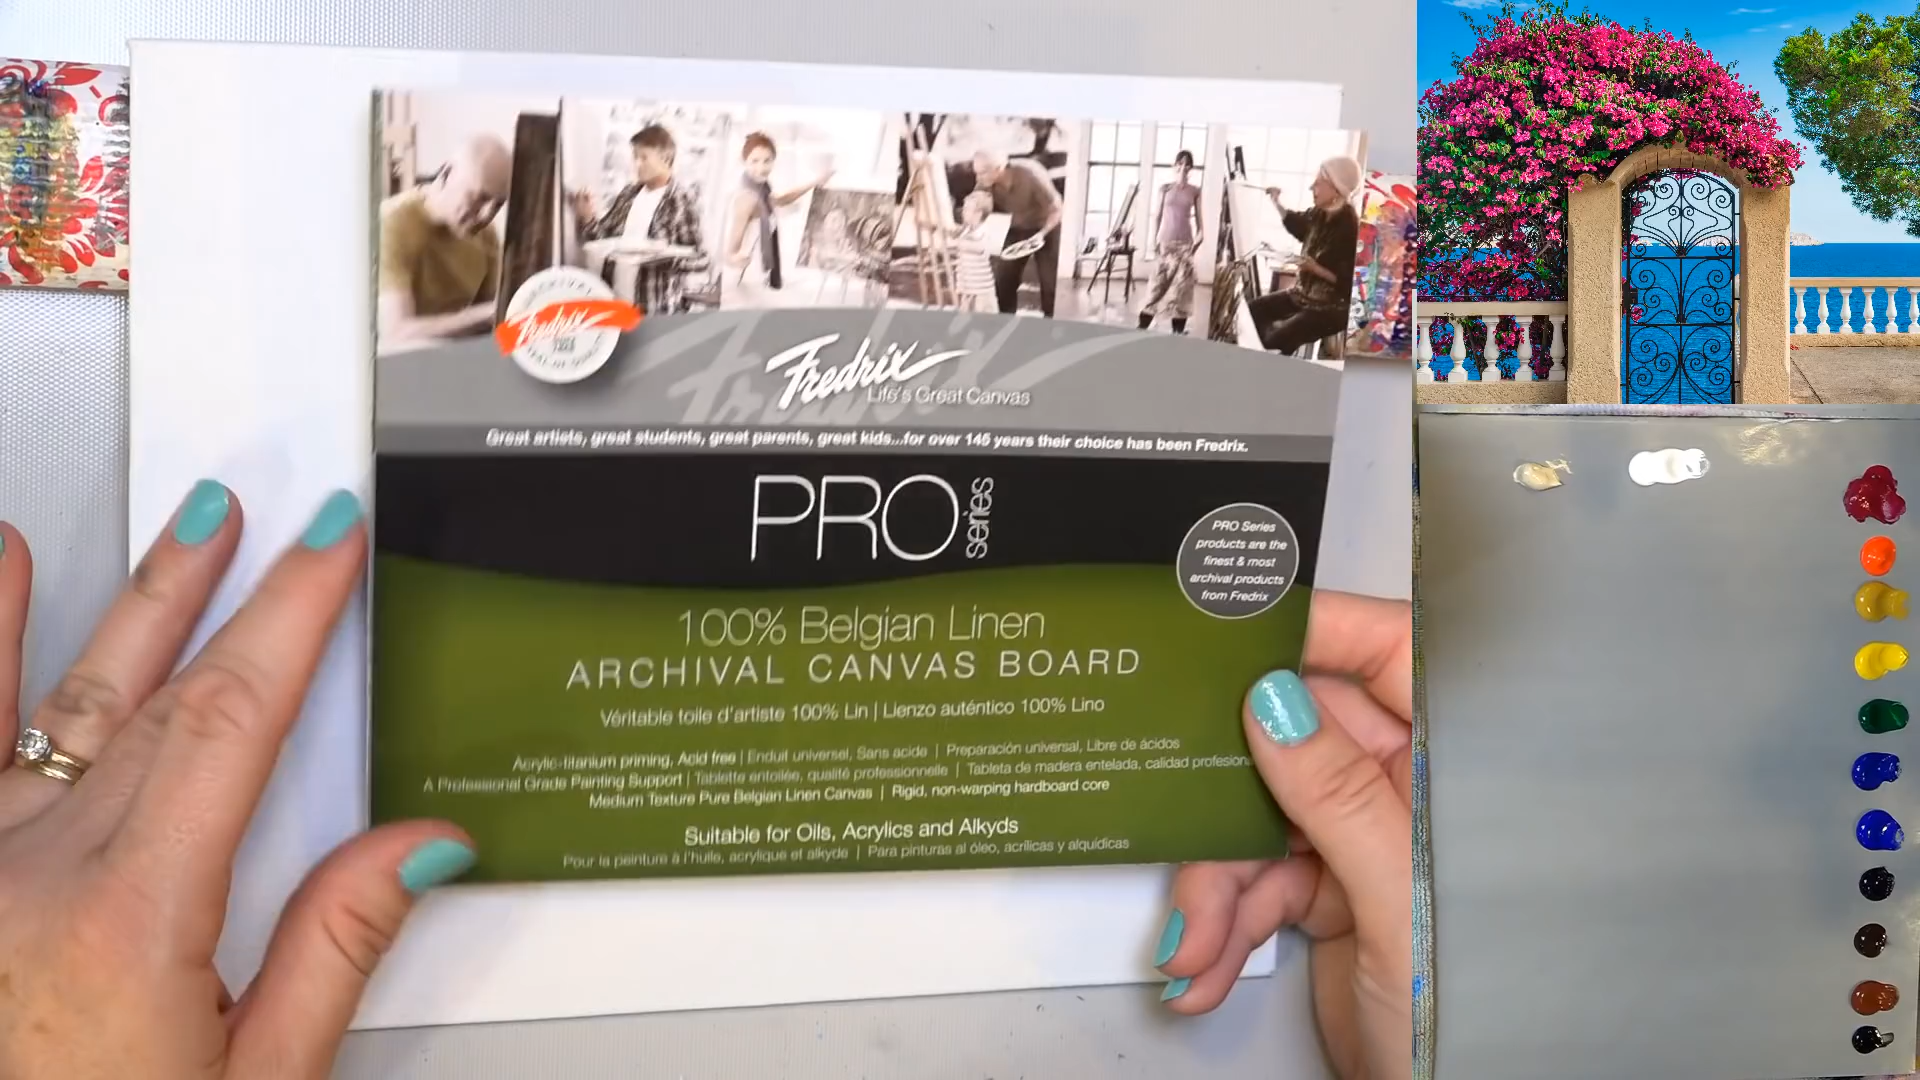 Fredrix
Fredrix
Life's Great Canvas
Great artists, great students, great parents, great kids...for over 145 years their choice has been Fredrix.
PRO series
PRO Series
products are the
finest & most
archival products
from Fredrix
100% Belgian Linen
ARCHIVAL CANVAS BOARD
Véritable toile d'artiste 100% Lin | Lienzo auténtico 100% Lino
Acrylic-titanium priming, Acid free | Enduit universel, Sans acide | Preparación universal, Libre de ácidos
A Professional Grade Painting Support | Tablette entoilée, qualité professionnelle | Tableta de madera entelada, calidad profesion
Medium Texture Pure Belgian Linen Canvas | Rigid, non-warping hardboard core
Suitable for Oils, Acrylics and Alkyds
Pour la peinture à l'huile, acrylique et alkyde | Para pinturas al óleo, acrílicas y alquídicas